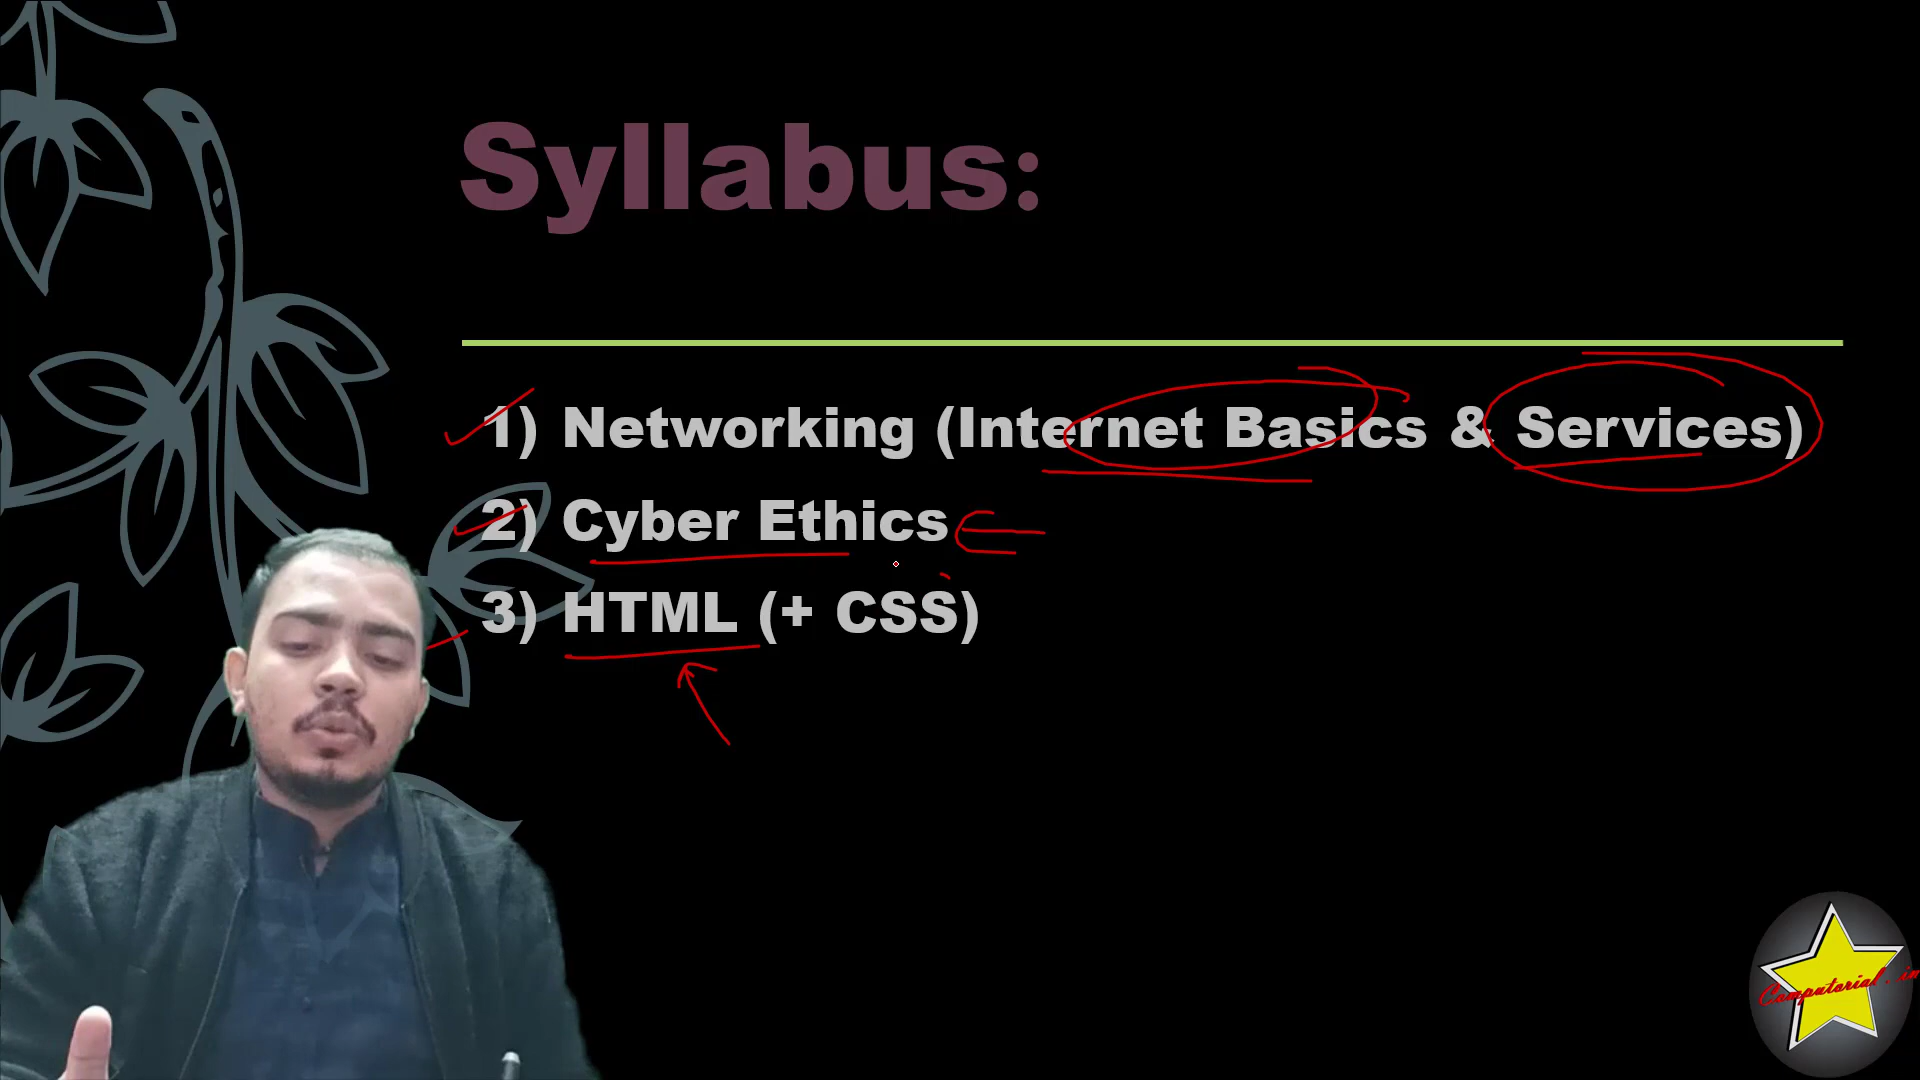 Syllabus:
1) Networking (Internet Basics & Services)
2) Cyber Ethics
3) HTML (+ CSS)
Computorial.in